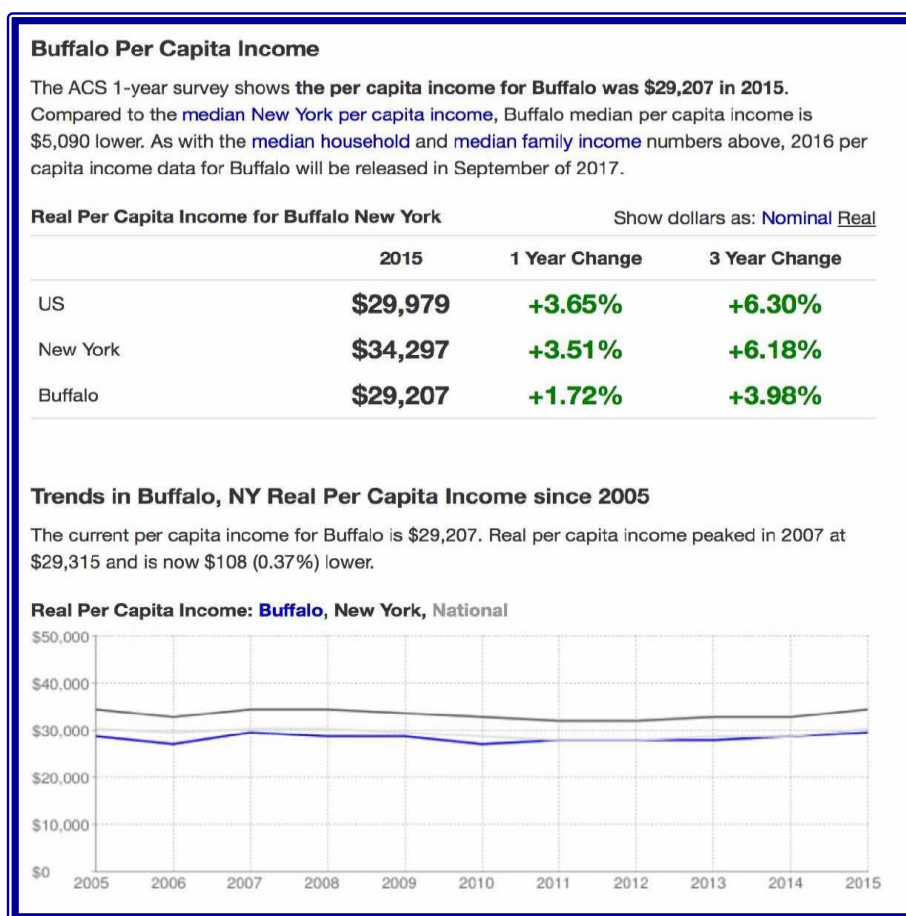 Buffalo Per Capita Income
The ACS 1-year survey shows the per capita income for Buffalo was $29,207 in 2015.
Compared to the median New York per capita income, Buffalo median per capita income is
$5,090 lower. As with the median household and median family income numbers above, 2016 per
capita income data for Buffalo will be released in September of 2017.
Real Per Capita Income for Buffalo New York Show dollars as: Nominal Real
2015 1 Year Change 3 Year Change
US $29,979 +3.65% +6.30%
New York $34,297 +3.51% +6.18%
Buffalo $29,207 +1.72% +3.98%
Trends in Buffalo, NY Real Per Capita Income since 2005
The current per capita income for Buffalo is $29,207. Real per capita income peaked in 2007 at
$29,315 and is now $108 (0.37%) lower.
Real Per Capita Income: Buffalo, New York, National
$50,000
$40,000
$30,000
$20,000
$10,000
$0
2005 2006 2007 2008 2009 2010 2011 2012 2013 2014 2015